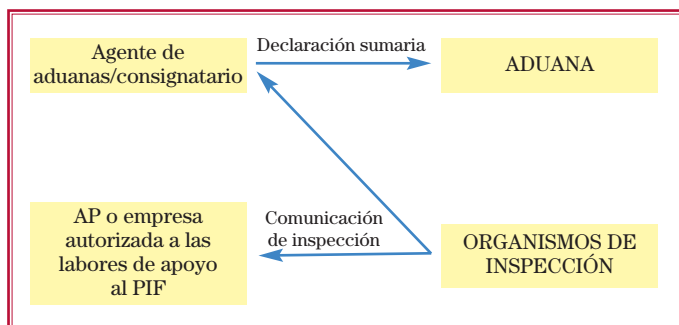 Agente de
aduanas/consignatario
Declaración sumaria
ADUANA
AP o empresa
autorizada a las
labores de apoyo
al PIF
Comunicación
de inspección
ORGANISMOS DE
INSPECCIÓN